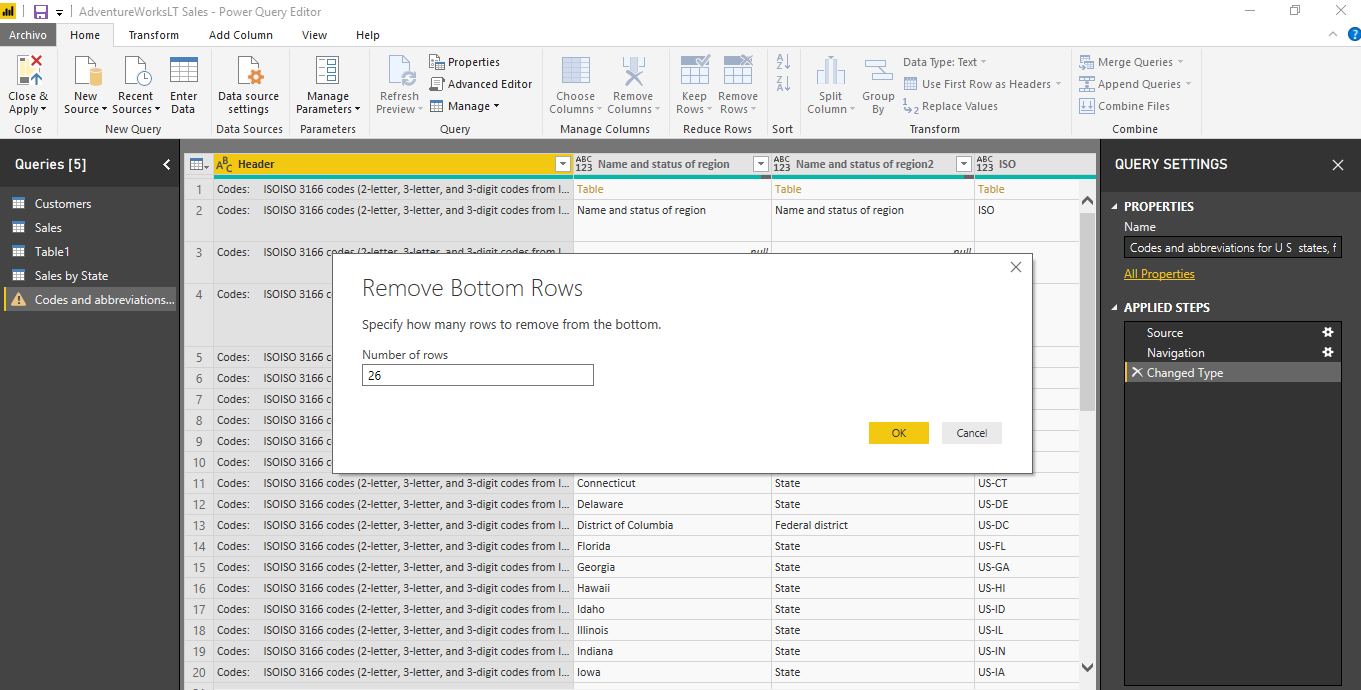 AdventureWorksLT Sales - Power Query Editor
Archivo Home Transform Add Column View Help
Close & Apply
New Source
Recent Sources
Enter Data
Data source settings
Manage Parameters
Refresh Preview
Properties
Advanced Editor
Manage
Choose Columns
Remove Columns
Keep Rows
Remove Rows
A Z
Z A
Split Column
Group By
Data Type: Text
Use First Row as Headers
1 2 Replace Values
Merge Queries
Append Queries
Combine Files
Close New Query Data Sources Parameters Query Manage Columns Reduce Rows Sort Transform Combine
Queries [5]
Customers
Sales
Table1
Sales by State
Codes and abbreviations...
ABC Header ABC 123 Name and status of region ABC 123 Name and status of region2 ABC 123 ISO
1 Codes: ISOISO 3166 codes (2-letter, 3-letter, and 3-digit codes from I... Table Table Table
2 Codes: ISOISO 3166 codes (2-letter, 3-letter, and 3-digit codes from I... Name and status of region Name and status of region ISO
3 Codes: ISOISO 3166 codes (2-letter, 3-letter, and 3-digit codes from I... null null
4 Codes: ISOISO 3166 c
5 Codes: ISOISO 3166 c
6 Codes: ISOISO 3166 c
7 Codes: ISOISO 3166 c
8 Codes: ISOISO 3166 c
9 Codes: ISOISO 3166 c
10 Codes: ISOISO 3166 c
11 Codes: ISOISO 3166 codes (2-letter, 3-letter, and 3-digit codes from I... Connecticut State US-CT
12 Codes: ISOISO 3166 codes (2-letter, 3-letter, and 3-digit codes from I... Delaware State US-DE
13 Codes: ISOISO 3166 codes (2-letter, 3-letter, and 3-digit codes from I... District of Columbia Federal district US-DC
14 Codes: ISOISO 3166 codes (2-letter, 3-letter, and 3-digit codes from I... Florida State US-FL
15 Codes: ISOISO 3166 codes (2-letter, 3-letter, and 3-digit codes from I... Georgia State US-GA
16 Codes: ISOISO 3166 codes (2-letter, 3-letter, and 3-digit codes from I... Hawaii State US-HI
17 Codes: ISOISO 3166 codes (2-letter, 3-letter, and 3-digit codes from I... Idaho State US-ID
18 Codes: ISOISO 3166 codes (2-letter, 3-letter, and 3-digit codes from I... Illinois State US-IL
19 Codes: ISOISO 3166 codes (2-letter, 3-letter, and 3-digit codes from I... Indiana State US-IN
20 Codes: ISOISO 3166 codes (2-letter, 3-letter, and 3-digit codes from I... Iowa State US-IA
Remove Bottom Rows
Specify how many rows to remove from the bottom.
Number of rows
26
OK Cancel
QUERY SETTINGS
PROPERTIES
Name
Codes and abbreviations for U S states, f
All Properties
APPLIED STEPS
Source
Navigation
Changed Type